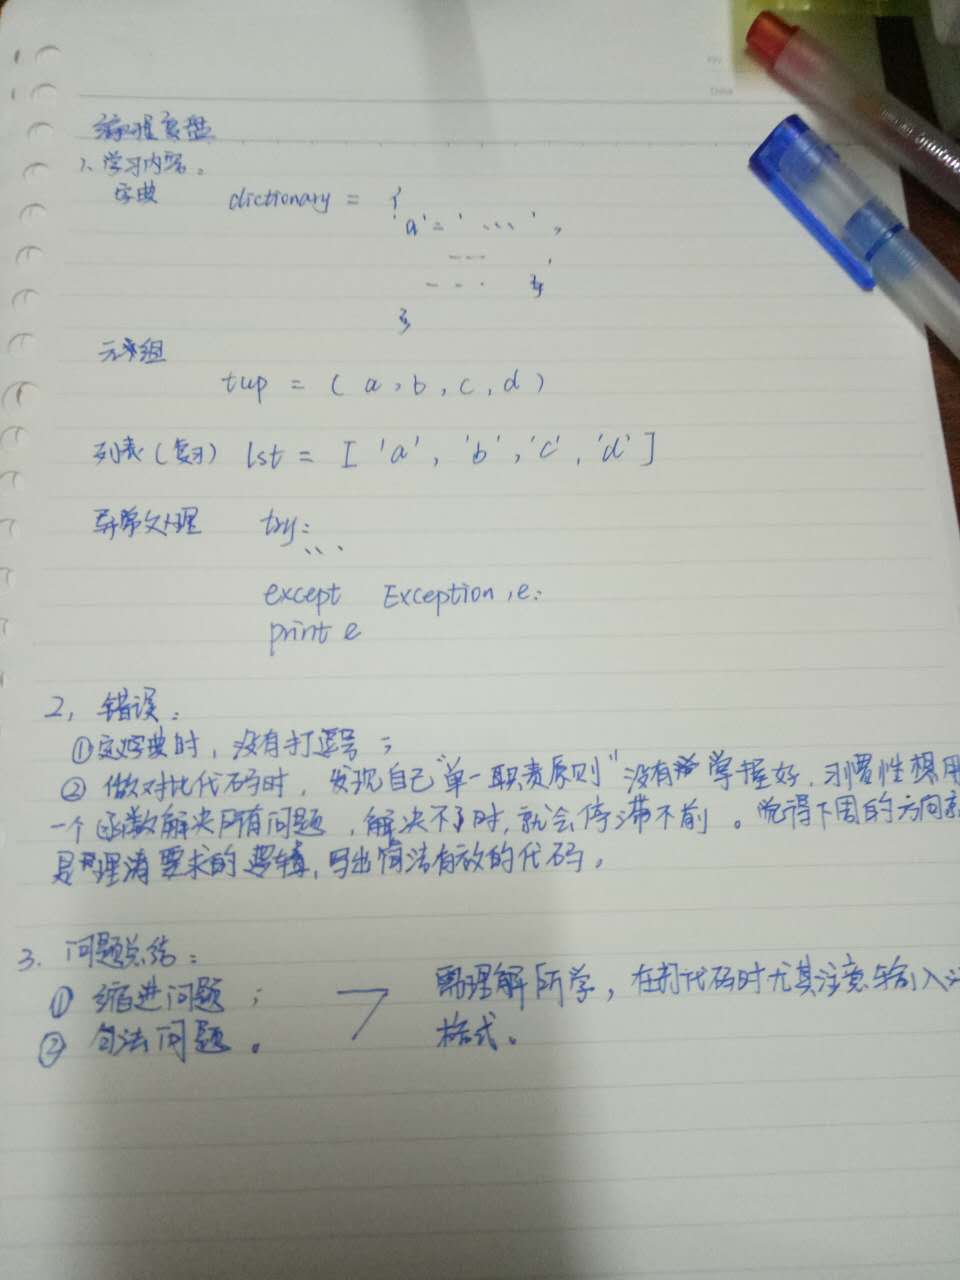 编程复盘
1、学习内容。
字典 dictionary = {
'a' = ' ... ',
---
--- '
}
元组
tup = ( a , b , c , d )
列表(复习) lst = [ 'a' , 'b' , 'c' , 'd' ]
异常处理 try:
...
except Exception , e:
print e
2, 错误:
①定字典时, 没有打逗号;
② 做对比代码时, 发现自己“单一职责原则”没有掌握好, 习惯性想用
一个函数解决所有问题, 解决不了时, 就会停滞不前。觉得下周的方向就
是理清要求的逻辑, 写出简洁有效的代码。
3. 问题总结:
① 缩进问题; 需理解所学, 在打代码时尤其注意输入
② 句法问题。 格式。